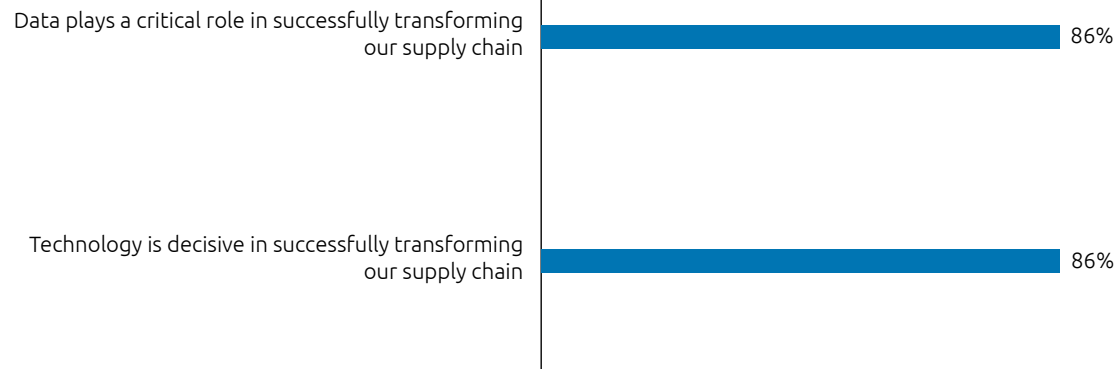 Data plays a critical role in successfully transforming
our supply chain
86%
Technology is decisive in successfully transforming
our supply chain
86%